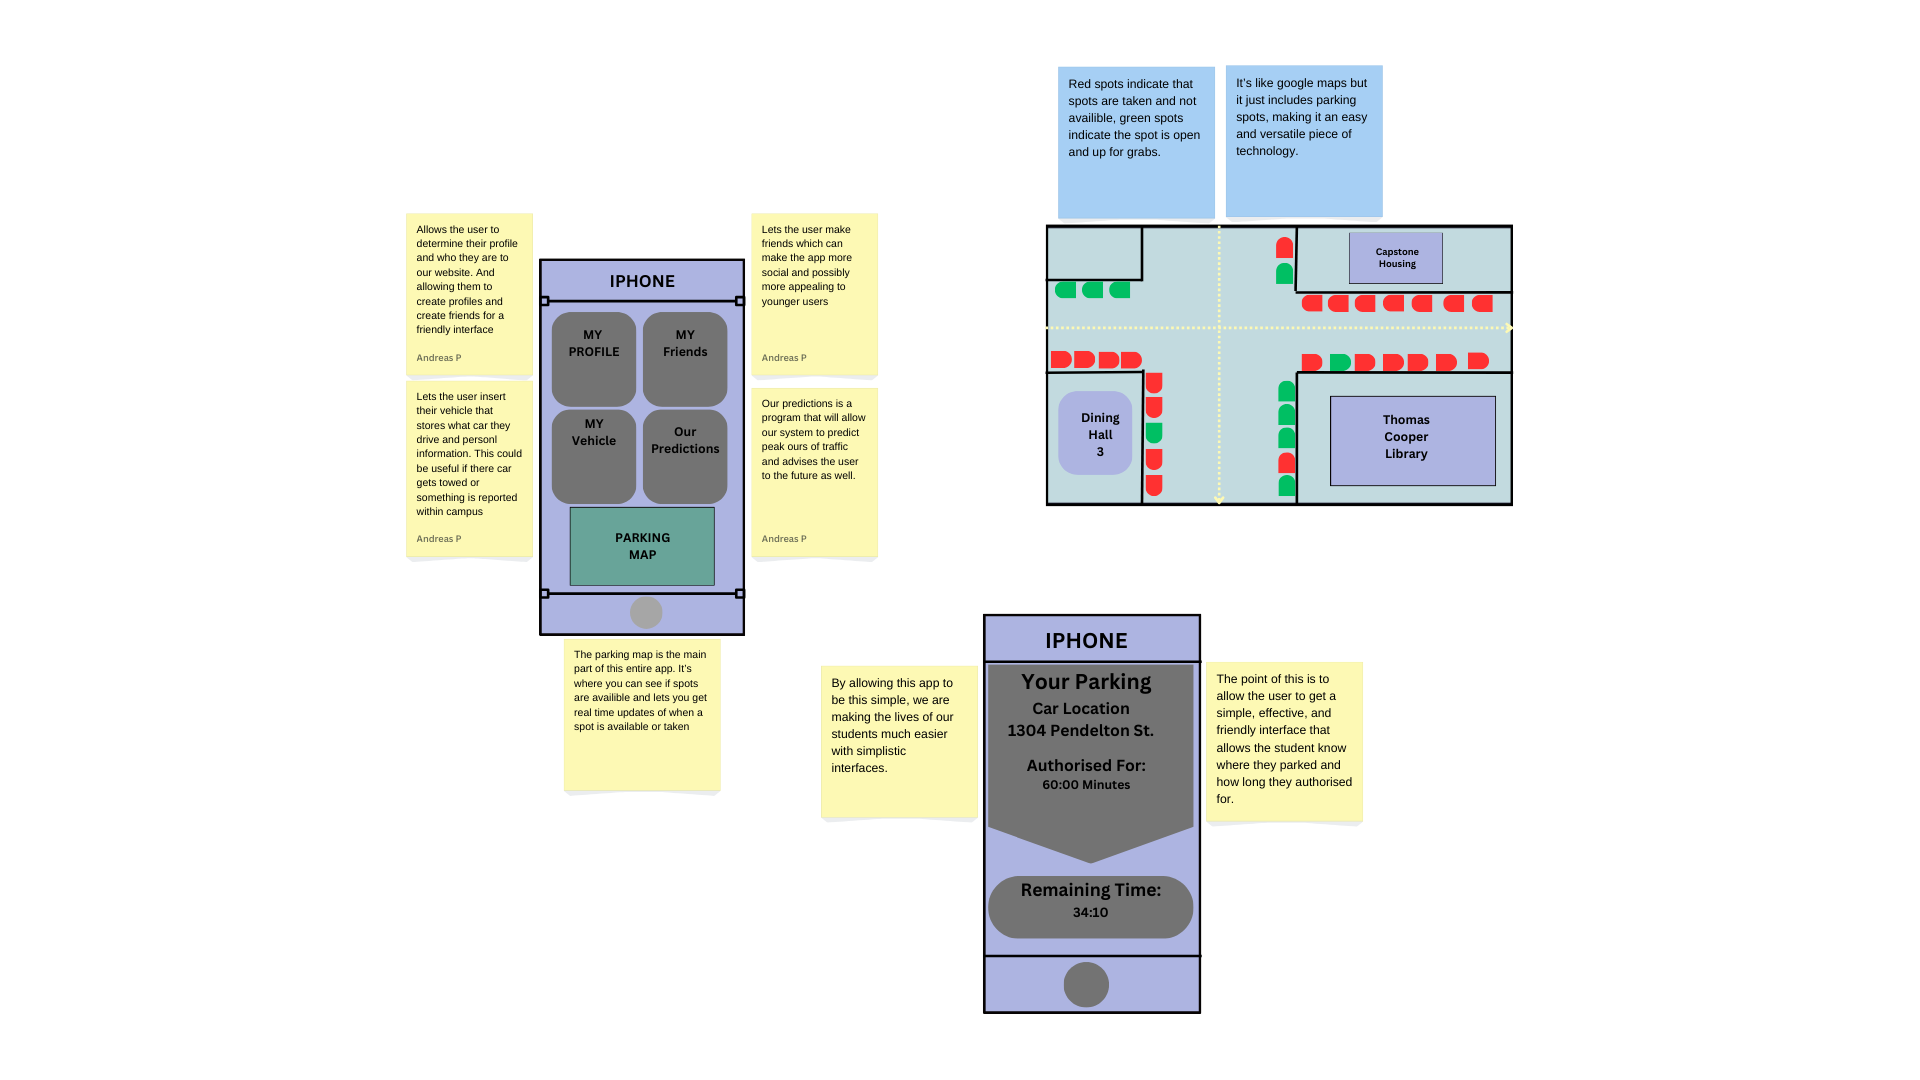 Red spots indicate that
spots are taken and not
availible, green spots
indicate the spot is open
and up for grabs.
It's like google maps but
it just includes parking
spots, making it an easy
and versatile piece of
technology.
Allows the user to
determine their profile
and who they are to
our website. And
allowing them to
create profiles and
create friends for a
friendly interface
Andreas P
Lets the user make
friends which can
make the app more
social and possibly
more appealing to
younger users
Andreas P
Lets the user insert
their vehicle that
stores what car they
drive and personl
information. This could
be useful if there car
gets towed or
something is reported
within campus
Andreas P
Our predictions is a
program that will allow
our system to predict
peak ours of traffic
and advises the user
to the future as well.
Andreas P
IPHONE
MY
PROFILE
MY
Friends
MY
Vehicle
Our
Predictions
PARKING
MAP
The parking map is the main
part of this entire app. It's
where you can see if spots
are availible and lets you get
real time updates of when a
spot is available or taken
Capstone
Housing
Dining
Hall
3
Thomas
Cooper
Library
By allowing this app to
be this simple, we are
making the lives of our
students much easier
with simplistic
interfaces.
IPHONE
Your Parking
Car Location
1304 Pendelton St.
Authorised For:
60:00 Minutes
Remaining Time:
34:10
The point of this is to
allow the user to get a
simple, effective, and
friendly interface that
allows the student know
where they parked and
how long they authorised
for.